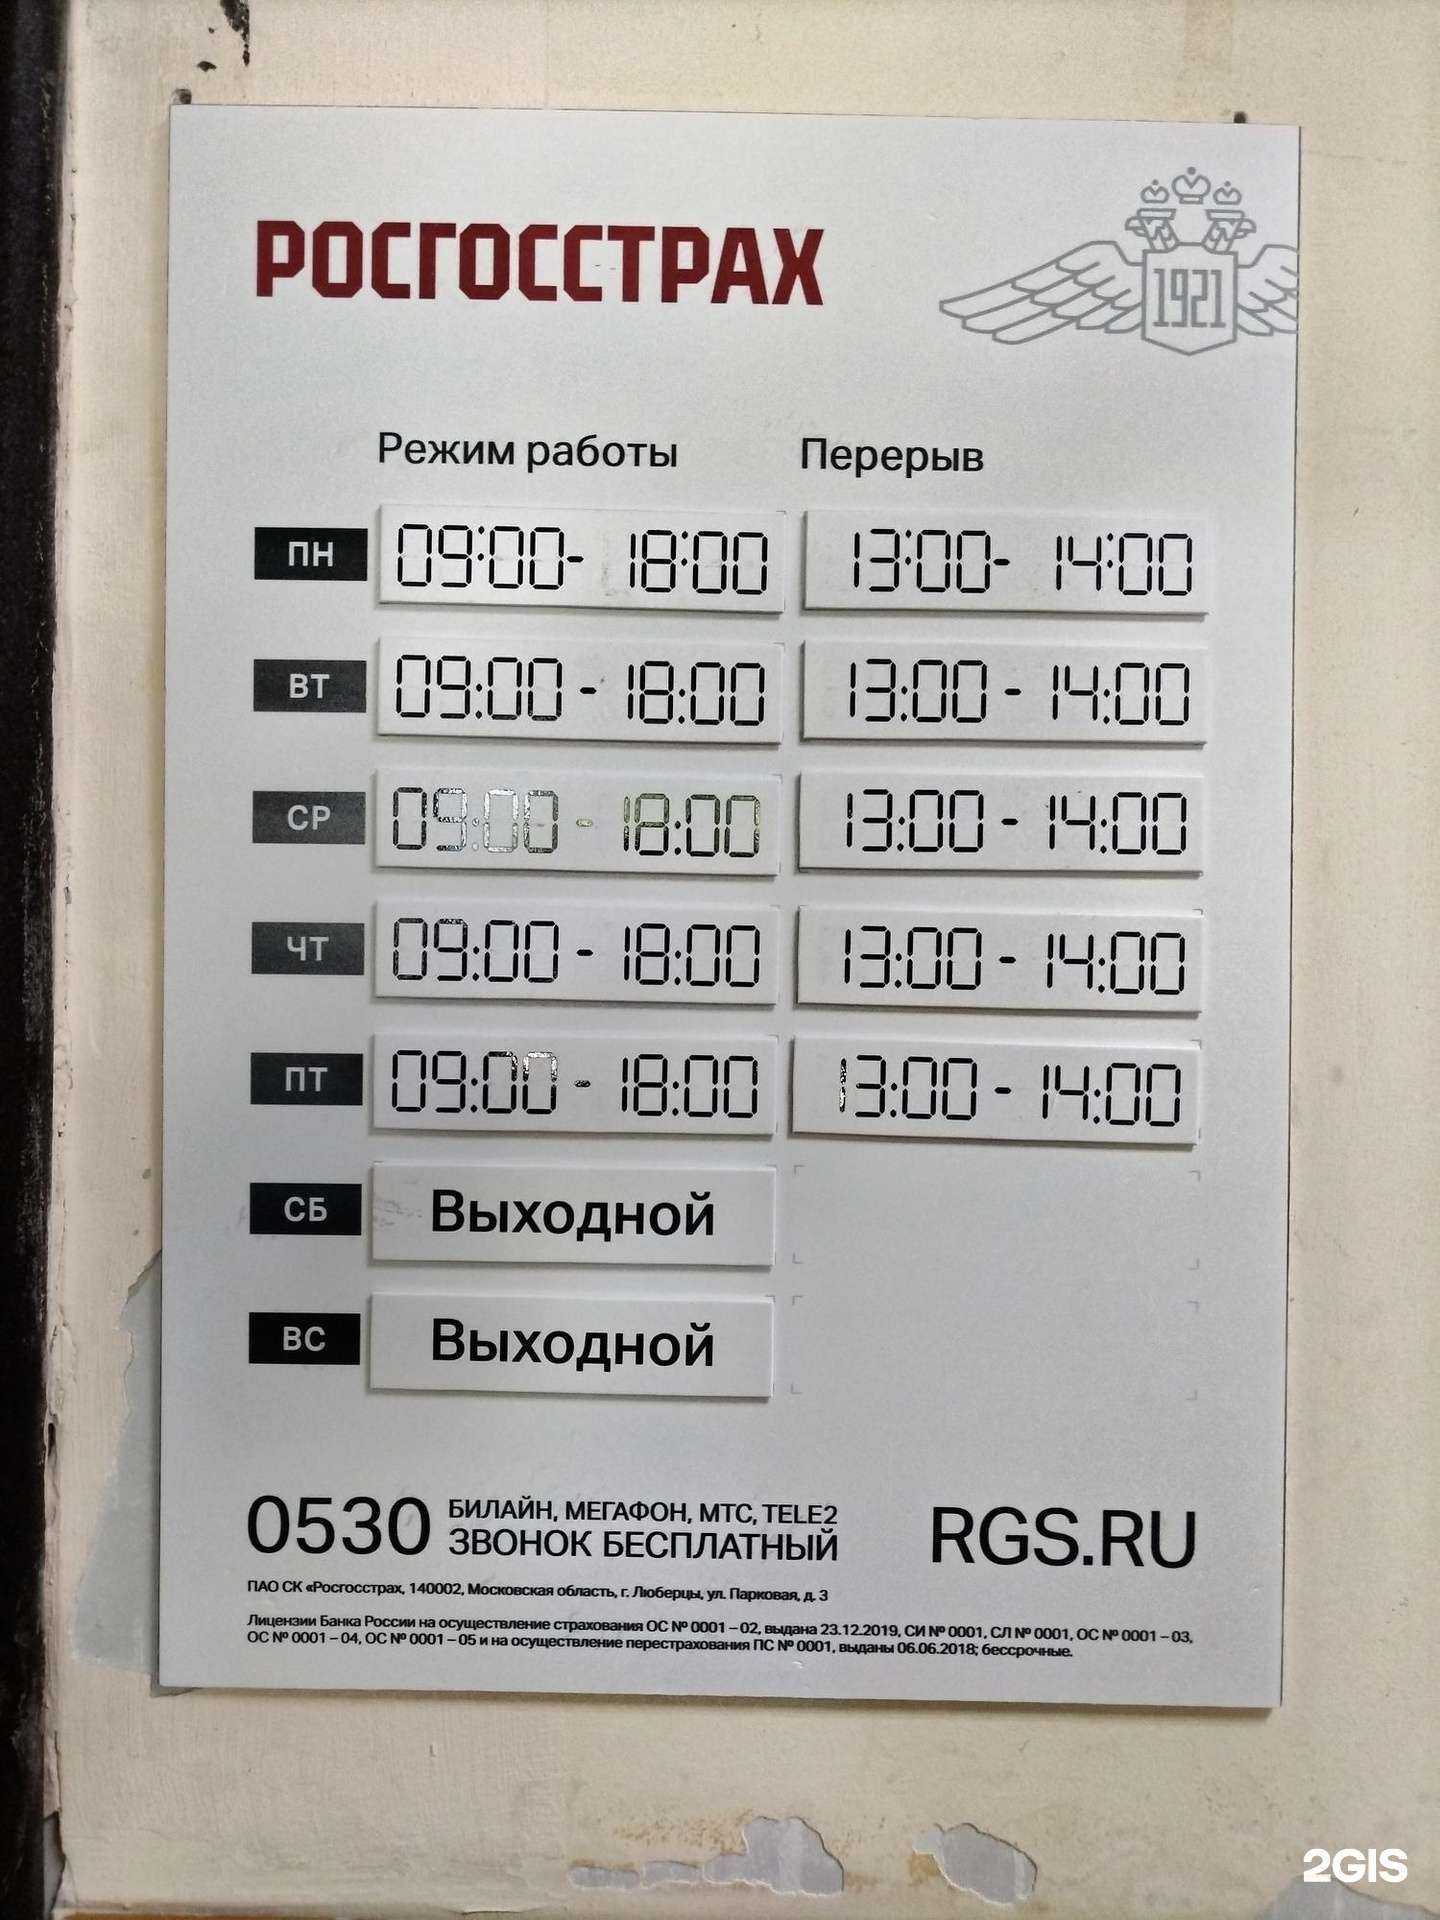 РОСГОССТРАХ
1921
Режим работы Перерыв
ПН 09:00- 18:00 13:00- 14:00
ВТ 09:00 - 18:00 13:00 - 14:00
СР 09:00 - 18:00 13:00 - 14:00
ЧТ 09:00 - 18:00 13:00 - 14:00
ПТ 09:00 - 18:00 13:00 - 14:00
СБ Выходной
ВС Выходной
0530 БИЛАЙН, МЕГАФОН, МТС, TELE2
ЗВОНОК БЕСПЛАТНЫЙ
RGS.RU
ПАО СК «Росгосстрах, 140002, Московская область, г. Люберцы, ул. Парковая, д. 3
Лицензии Банка России на осуществление страхования ОС № 0001 – 02, выдана 23.12.2019, СИ № 0001, СЛ № 0001, ОС № 0001 – 03,
ОС № 0001 – 04, ОС № 0001 – 05 и на осуществление перестрахования ПС № 0001, выданы 06.06.2018; бессрочные.
2GIS